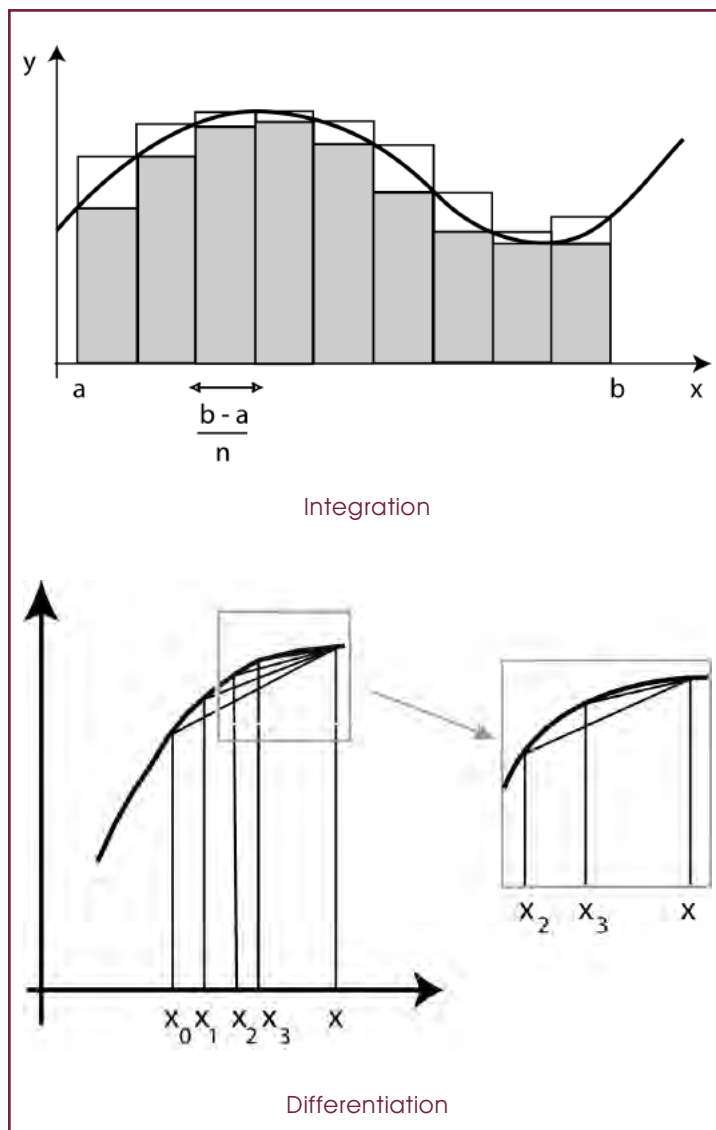 y
a
b
x
b - a
n
Integration
x₂ x₃ x
x₀ x₁ x₂ x₃ x
Differentiation